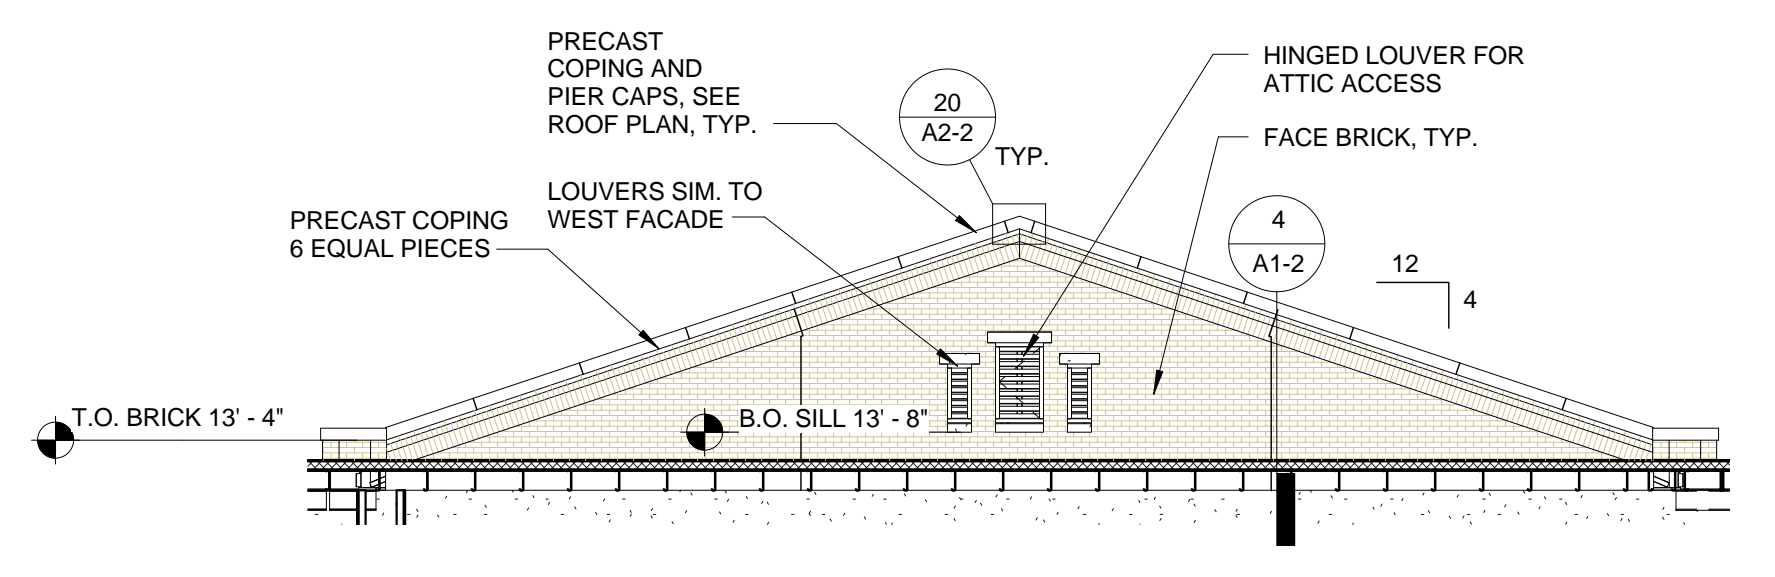 PRECAST
COPING AND
PIER CAPS, SEE
ROOF PLAN, TYP.
20
A2-2
TYP.
HINGED LOUVER FOR
ATTIC ACCESS
FACE BRICK, TYP.
LOUVERS SIM. TO
WEST FACADE
PRECAST COPING
6 EQUAL PIECES
4
A1-2
12
4
T.O. BRICK 13' - 4"
B.O. SILL 13' - 8"